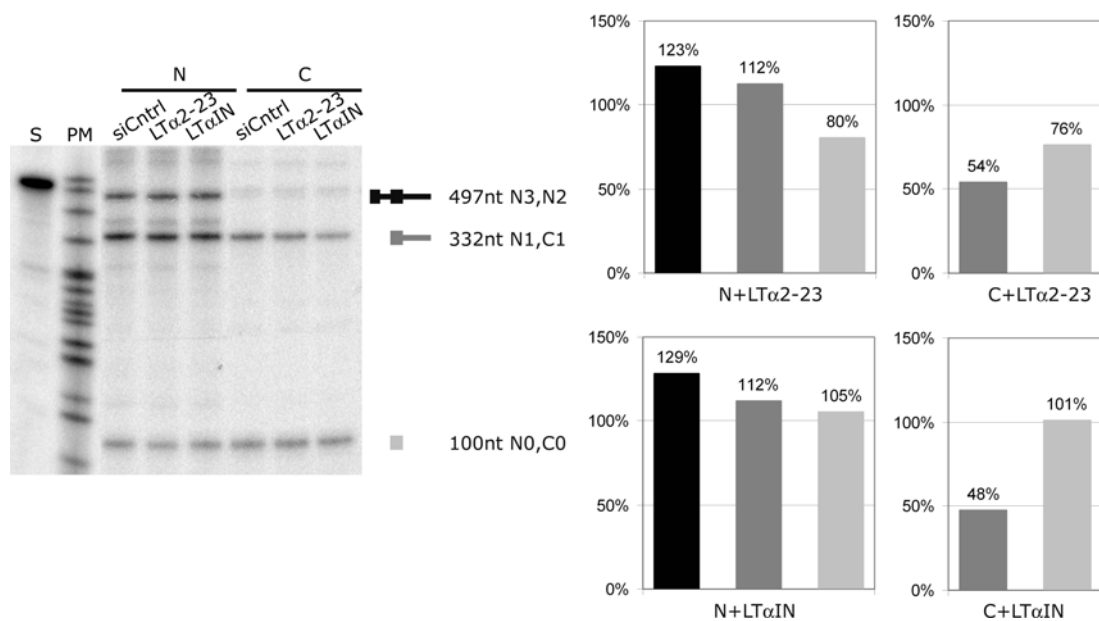 N C
siCntrl LTα2-23 LTαIN siCntrl LTα2-23 LTαIN
S PM
497nt N3,N2
332nt N1,C1
100nt N0,C0
150%
123%
112%
100%
80%
50%
0%
N+LTα2-23
150%
100%
76%
54%
50%
0%
C+LTα2-23
150%
129%
112%
105%
100%
50%
0%
N+LTαIN
150%
101%
100%
48%
50%
0%
C+LTαIN